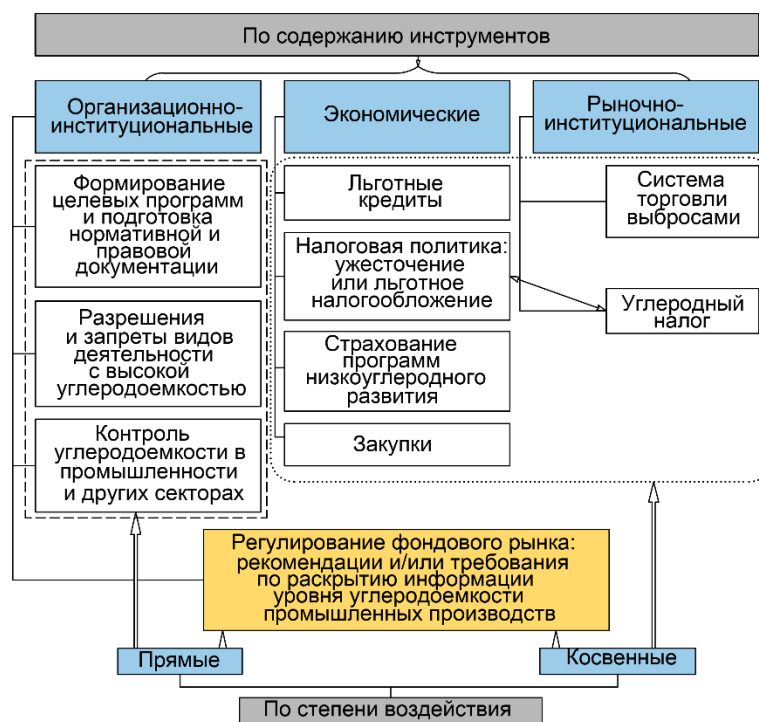 По содержанию инструментов
Организационно-
институциональные
Экономические
Рыночно-
институциональные
Формирование
целевых программ
и подготовка
нормативной и
правовой
документации
Разрешения
и запреты видов
деятельности
с высокой
углеродоемкостью
Контроль
углеродоемкости в
промышленности
и других секторах
Льготные
кредиты
Налоговая политика:
ужесточение
или льготное
налогообложение
Страхование
программ
низкоуглеродного
развития
Закупки
Система
торговли
выбросами
Углеродный
налог
Регулирование фондового рынка:
рекомендации и/или требования
по раскрытию информации
уровня углеродоемкости
промышленных производств
Прямые
Косвенные
По степени воздействия